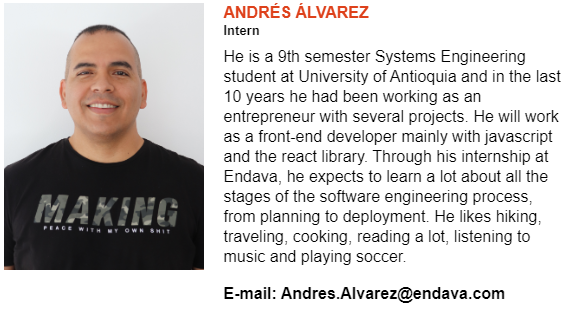 ANDRÉS ÁLVAREZ
Intern
He is a 9th semester Systems Engineering
student at University of Antioquia and in the last
10 years he had been working as an
entrepreneur with several projects. He will work
as a front-end developer mainly with javascript
and the react library. Through his internship at
Endava, he expects to learn a lot about all the
stages of the software engineering process,
from planning to deployment. He likes hiking,
traveling, cooking, reading a lot, listening to
music and playing soccer.
E-mail: Andres.Alvarez@endava.com
MAKING
PEACE WITH MY OWN SHIT